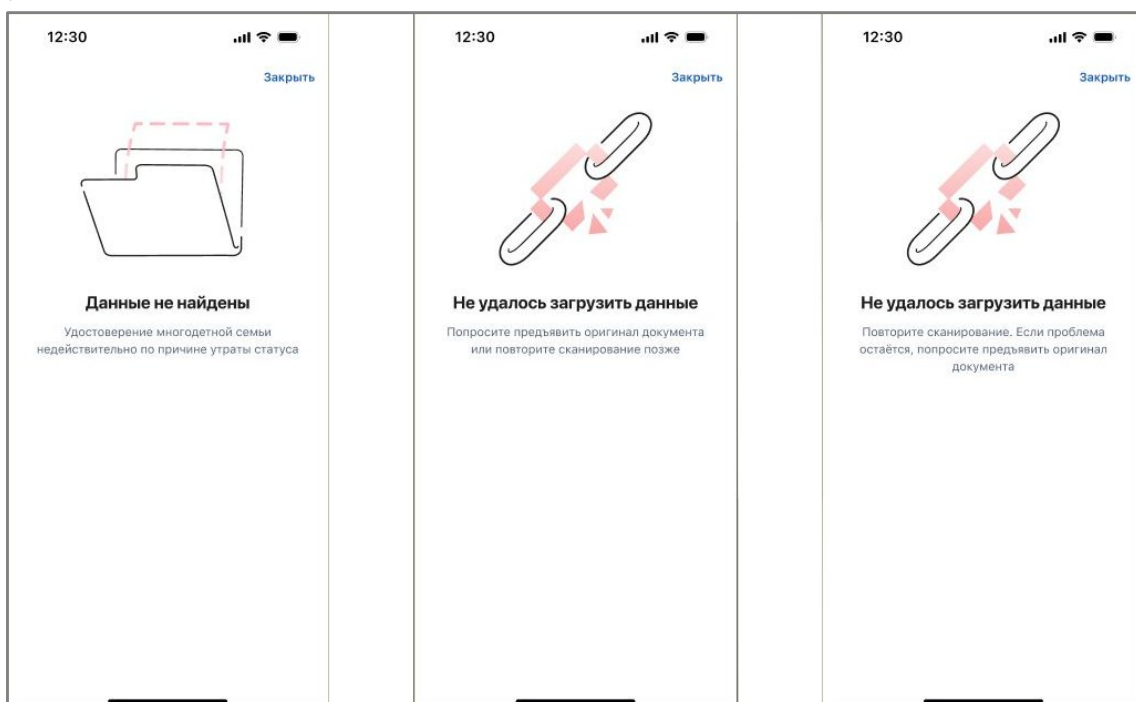 12:30
Закрыть
Данные не найдены
Удостоверение многодетной семьи
недействительно по причине утраты статуса
12:30
Закрыть
Не удалось загрузить данные
Попросите предъявить оригинал документа
или повторите сканирование позже
12:30
Закрыть
Не удалось загрузить данные
Повторите сканирование. Если проблема
остаётся, попросите предъявить оригинал
документа